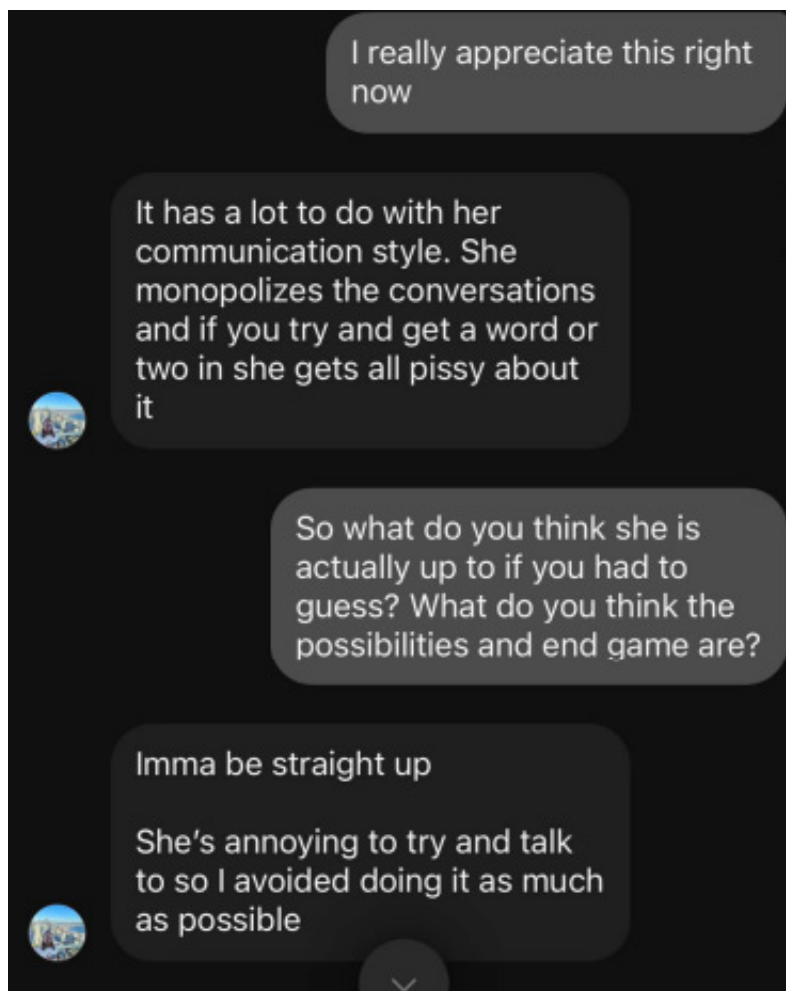 I really appreciate this right
now
It has a lot to do with her
communication style. She
monopolizes the conversations
and if you try and get a word or
two in she gets all pissy about
it
So what do you think she is
actually up to if you had to
guess? What do you think the
possibilities and end game are?
Imma be straight up
She’s annoying to try and talk
to so I avoided doing it as much
as possible